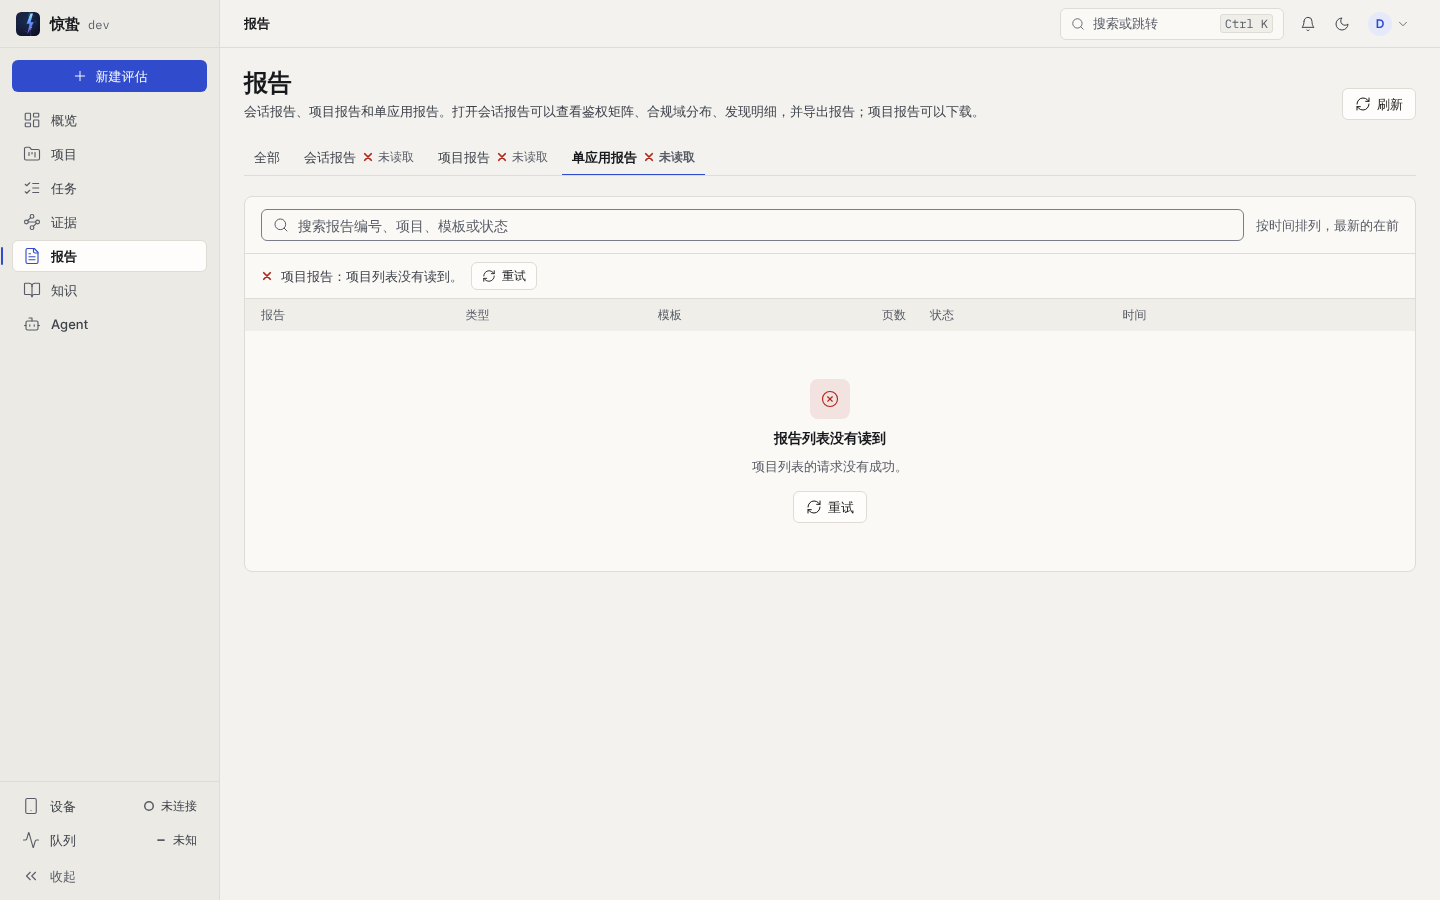 惊蛰 dev
报告
搜索或跳转 Ctrl K
D
新建评估
概览
项目
任务
证据
报告
知识
Agent
设备 未连接
队列 未知
收起
报告
会话报告、项目报告和单应用报告。打开会话报告可以查看鉴权矩阵、合规域分布、发现明细，并导出报告；项目报告可以下载。
刷新
全部 会话报告 未读取 项目报告 未读取 单应用报告 未读取
搜索报告编号、项目、模板或状态
按时间排列，最新的在前
项目报告：项目列表没有读到。 重试
报告 类型 模板 页数 状态 时间
报告列表没有读到
项目列表的请求没有成功。
重试